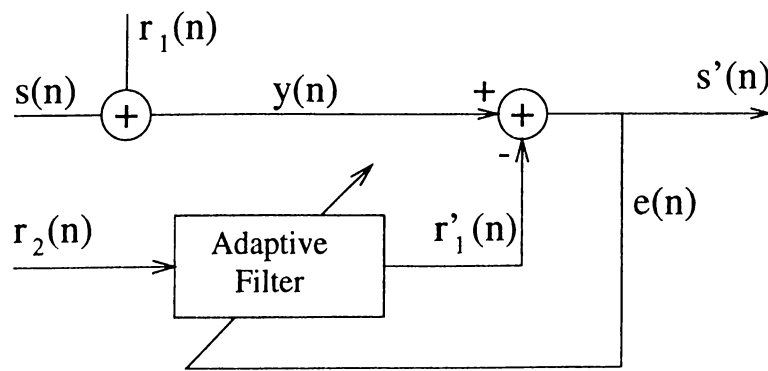 r₁(n)
s(n)
+
y(n)
+
+
-
s'(n)
r₂(n)
Adaptive
Filter
r'₁(n)
e(n)